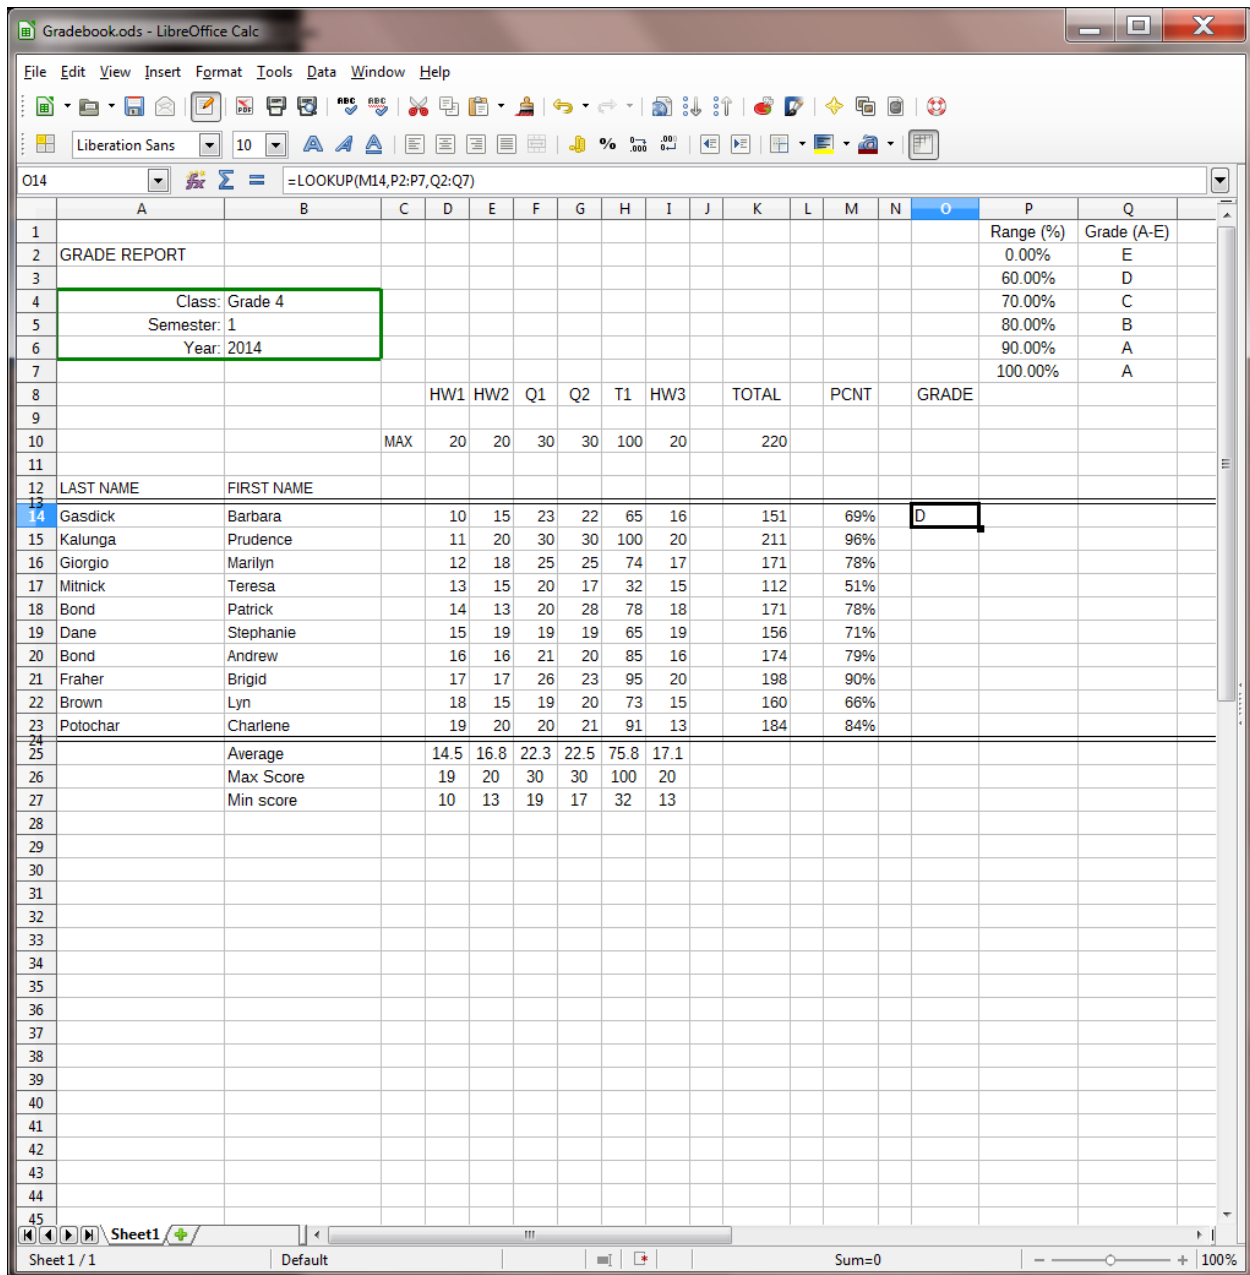 Gradebook.ods - LibreOffice Calc
File Edit View Insert Format Tools Data Window Help
Liberation Sans 10
O14 =LOOKUP(M14,P2:P7,Q2:Q7)
A B C D E F G H I J K L M N O P Q
1 Range (%) Grade (A-E)
2 GRADE REPORT 0.00% E
3 60.00% D
4 Class: Grade 4 70.00% C
5 Semester: 1 80.00% B
6 Year: 2014 90.00% A
7 100.00% A
8 HW1 HW2 Q1 Q2 T1 HW3 TOTAL PCNT GRADE
9
10 MAX 20 20 30 30 100 20 220
11
12 LAST NAME FIRST NAME
13
14 Gasdick Barbara 10 15 23 22 65 16 151 69% D
15 Kalunga Prudence 11 20 30 30 100 20 211 96%
16 Giorgio Marilyn 12 18 25 25 74 17 171 78%
17 Mitnick Teresa 13 15 20 17 32 15 112 51%
18 Bond Patrick 14 13 20 28 78 18 171 78%
19 Dane Stephanie 15 19 19 19 65 19 156 71%
20 Bond Andrew 16 16 21 20 85 16 174 79%
21 Fraher Brigid 17 17 26 23 95 20 198 90%
22 Brown Lyn 18 15 19 20 73 15 160 66%
23 Potochar Charlene 19 20 20 21 91 13 184 84%
24
25 Average 14.5 16.8 22.3 22.5 75.8 17.1
26 Max Score 19 20 30 30 100 20
27 Min score 10 13 19 17 32 13
28
29
30
31
32
33
34
35
36
37
38
39
40
41
42
43
44
45
Sheet1
Sheet 1 / 1 Default Sum=0 100%